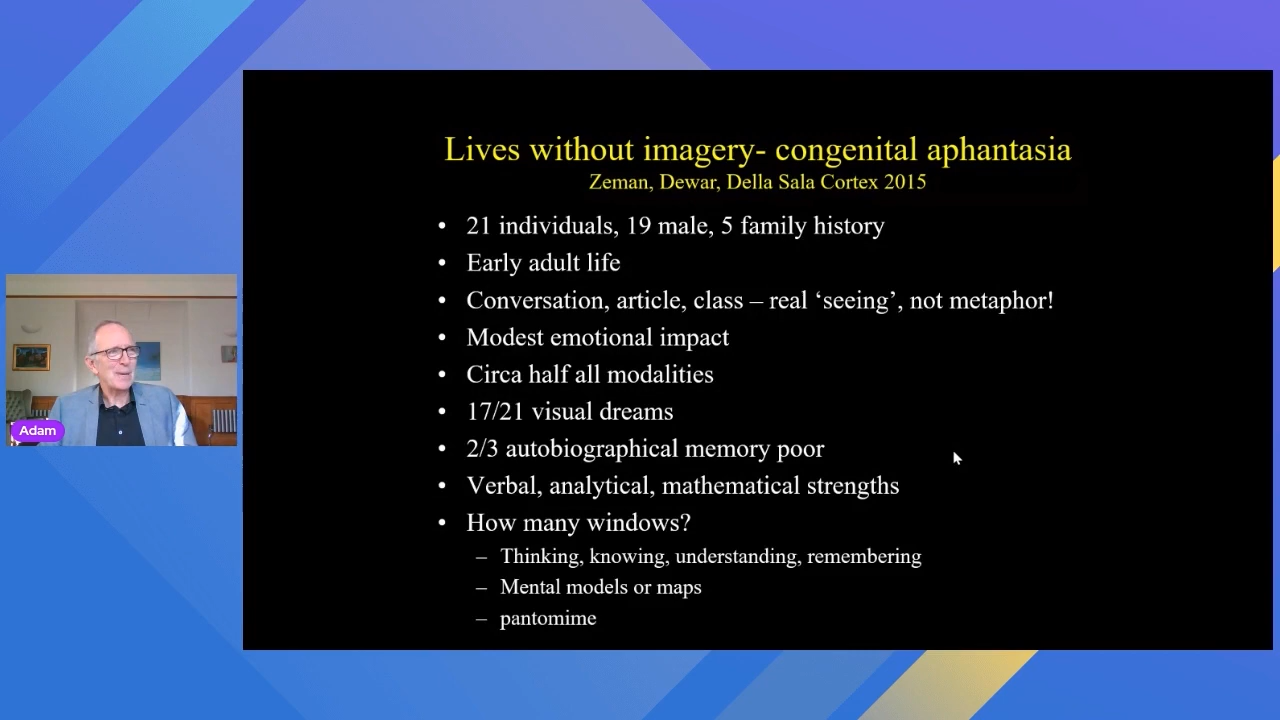 Lives without imagery- congenital aphantasia
Zeman, Dewar, Della Sala Cortex 2015
• 21 individuals, 19 male, 5 family history
• Early adult life
• Conversation, article, class – real ‘seeing’, not metaphor!
• Modest emotional impact
• Circa half all modalities
• 17/21 visual dreams
• 2/3 autobiographical memory poor
• Verbal, analytical, mathematical strengths
• How many windows?
– Thinking, knowing, understanding, remembering
– Mental models or maps
– pantomime
Adam